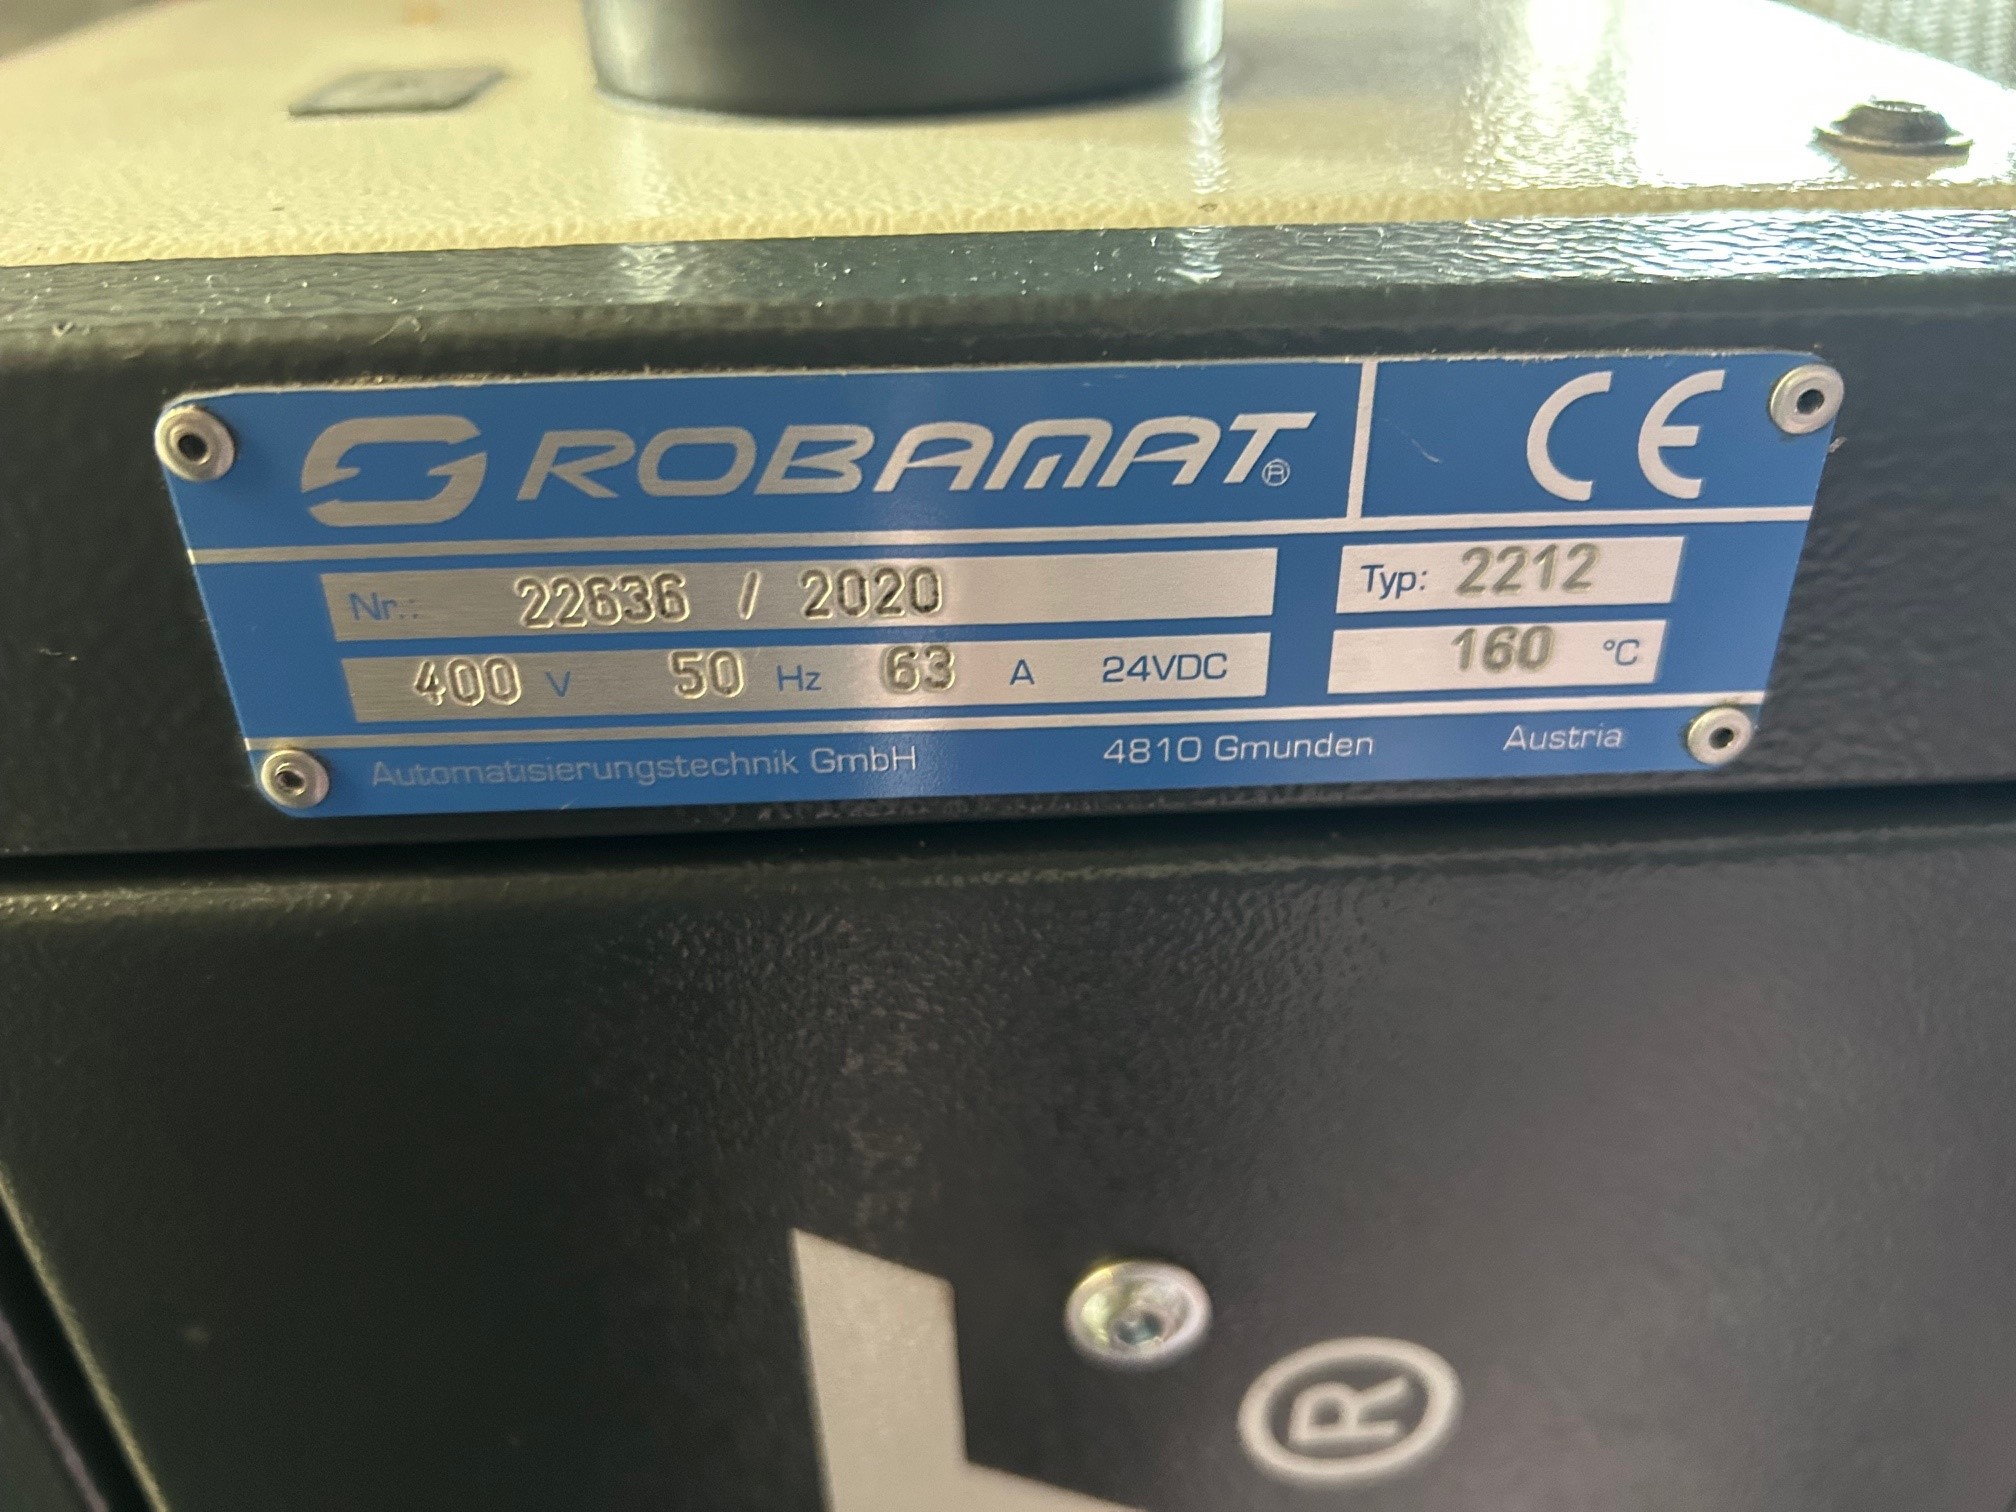 ROBAMAT® CE
Nr.: 22636 / 2020 Typ: 2212
400 V 50 Hz 63 A 24VDC 160 °C
Automatisierungstechnik GmbH 4810 Gmunden Austria
®